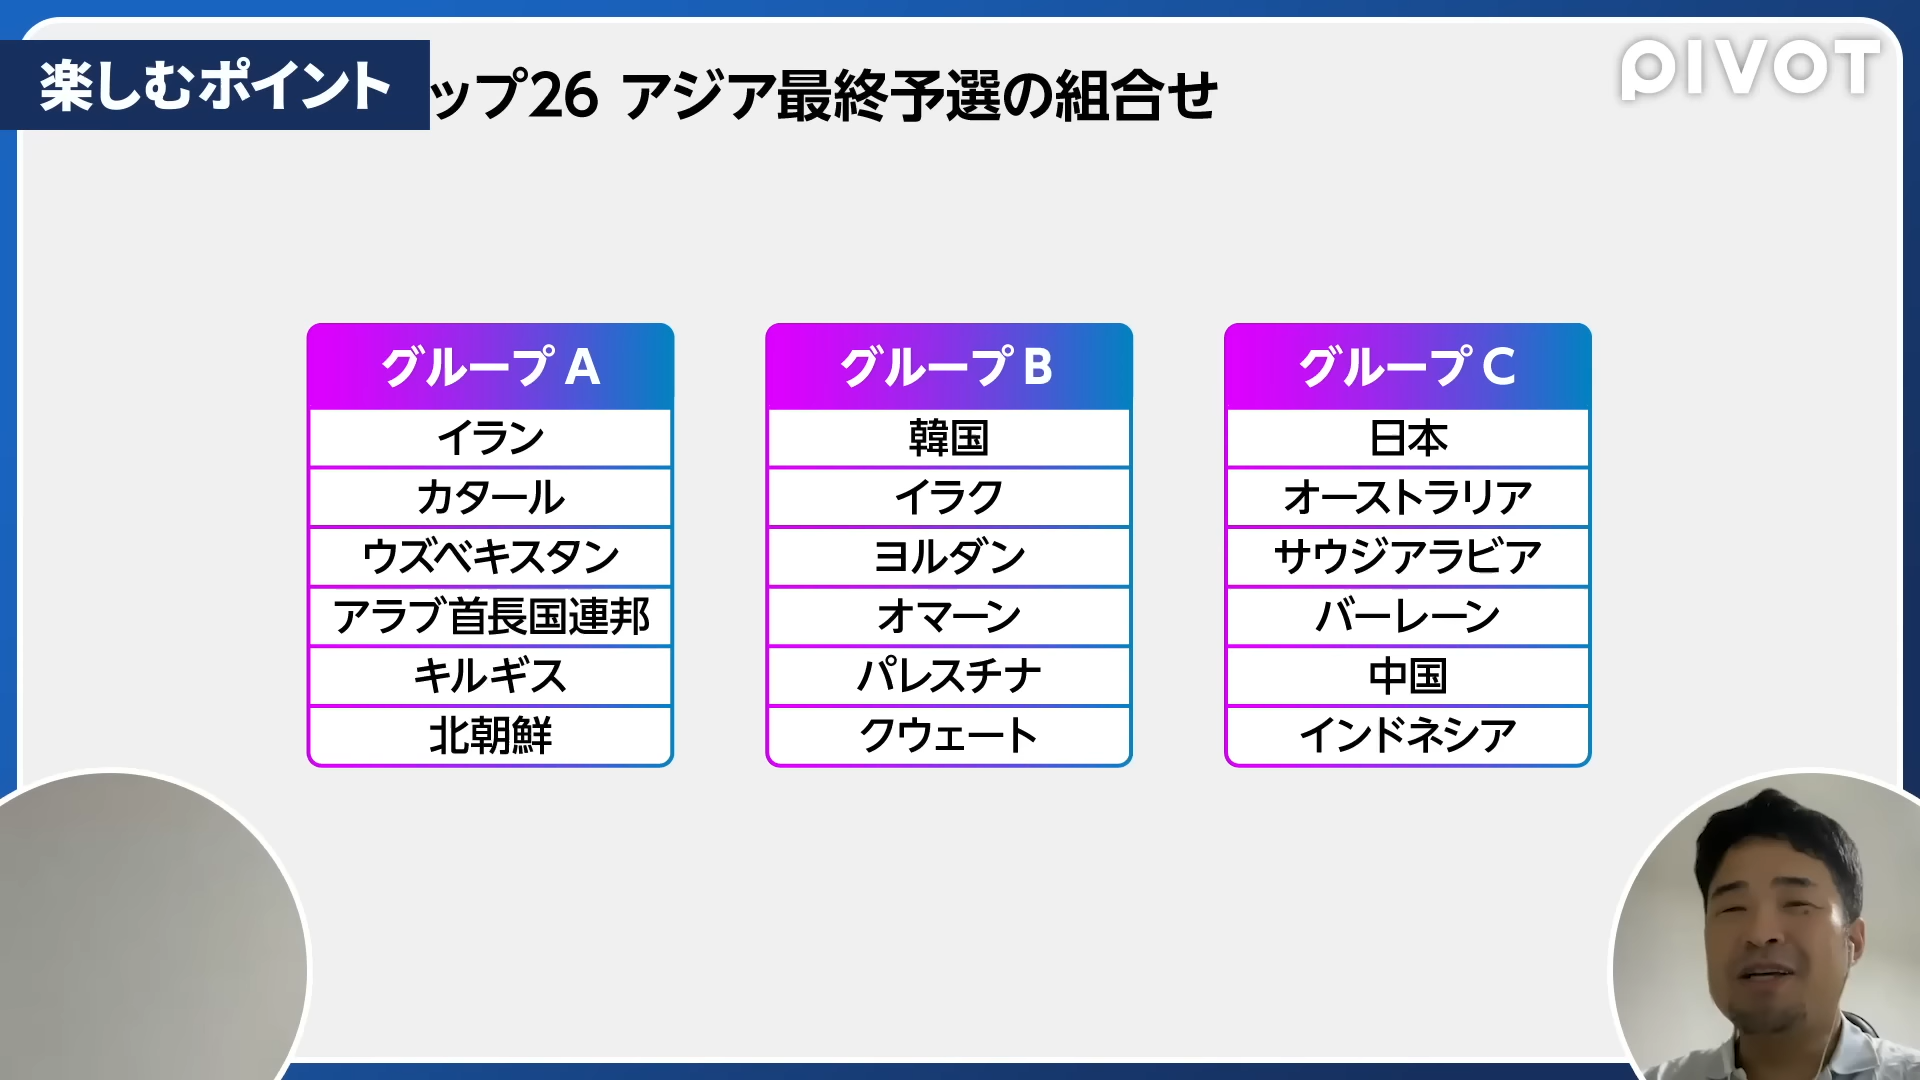 楽しむポイント
ップ26 アジア最終予選の組合せ
PIVOT
グループA
イラン
カタール
ウズベキスタン
アラブ首長国連邦
キルギス
北朝鮮
グループB
韓国
イラク
ヨルダン
オマーン
パレスチナ
クウェート
グループC
日本
オーストラリア
サウジアラビア
バーレーン
中国
インドネシア